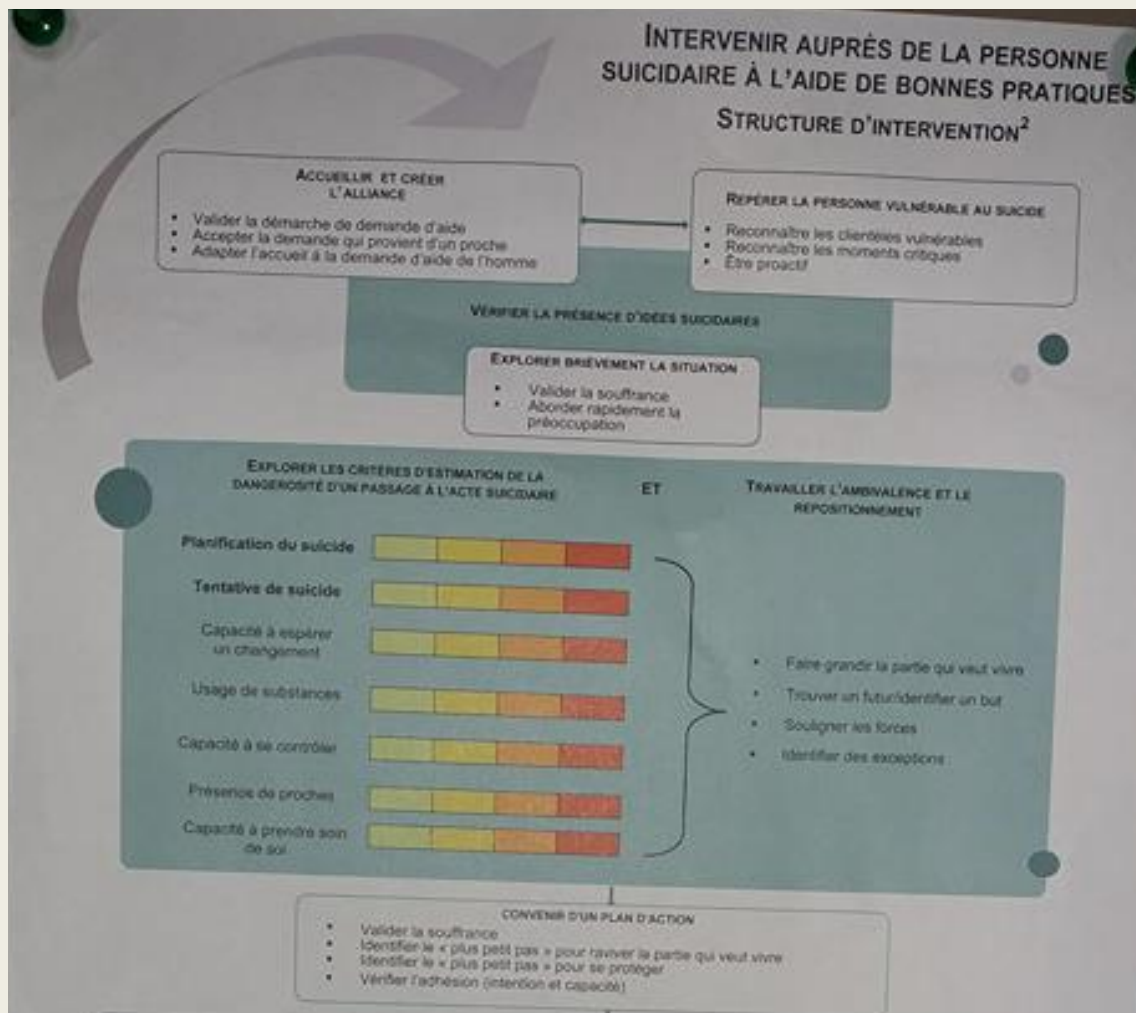 INTERVENIR AUPRÈS DE LA PERSONNE
SUICIDAIRE À L'AIDE DE BONNES PRATIQUES
STRUCTURE D'INTERVENTION²
ACCUEILLIR ET CRÉER
L'ALLIANCE
• Valider la démarche de demande d'aide
• Accepter la demande qui provient d'un proche
• Adapter l'accueil à la demande d'aide de l'homme
REPÉRER LA PERSONNE VULNÉRABLE AU SUICIDE
• Reconnaître les clientèles vulnérables
• Reconnaître les moments critiques
• Être proactif
VÉRIFIER LA PRÉSENCE D'IDÉES SUICIDAIRES
EXPLORER BRIÈVEMENT LA SITUATION
• Valider la souffrance
• Aborder rapidement la
préoccupation
EXPLORER LES CRITÈRES D'ESTIMATION DE LA
DANGEROSITÉ D'UN PASSAGE À L'ACTE SUICIDAIRE
ET
TRAVAILLER L'AMBIVALENCE ET LE
REPOSITIONNEMENT
Planification du suicide
Tentative de suicide
Capacité à espérer
un changement
Usage de substances
Capacité à se contrôler
Présence de proches
Capacité à prendre soin
de soi
• Faire grandir la partie qui veut vivre
• Trouver un futur/identifier un but
• Souligner les forces
• Identifier des exceptions
CONVENIR D'UN PLAN D'ACTION
• Valider la souffrance
• Identifier le « plus petit pas » pour raviver la partie qui veut vivre
• Identifier le « plus petit pas » pour se protéger
• Vérifier l'adhésion (intention et capacité)